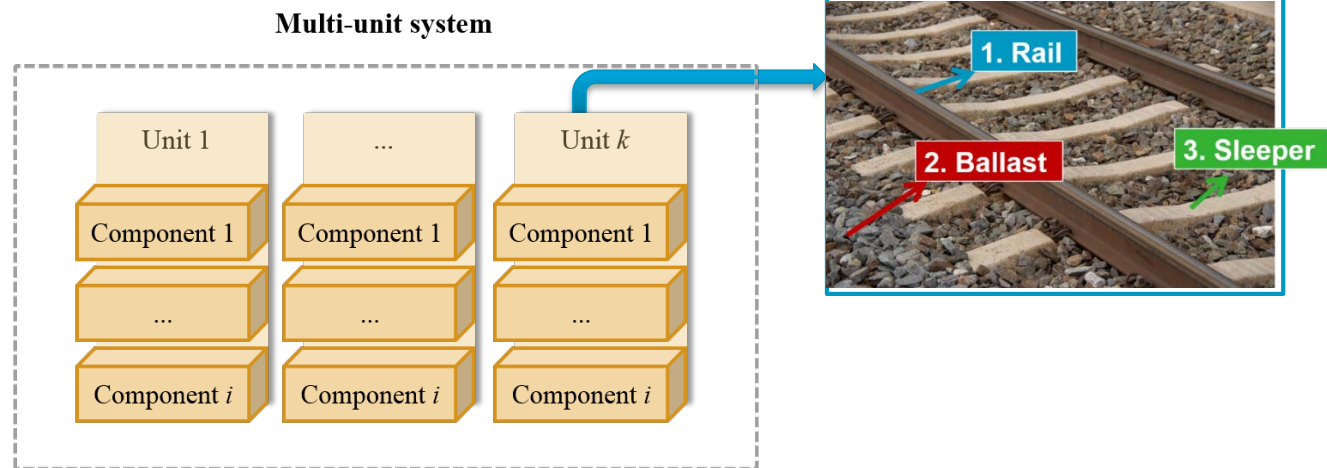 Multi-unit system
Unit 1
...
Unit k
Component 1
Component 1
Component 1
...
...
...
Component i
Component i
Component i
1. Rail
2. Ballast
3. Sleeper